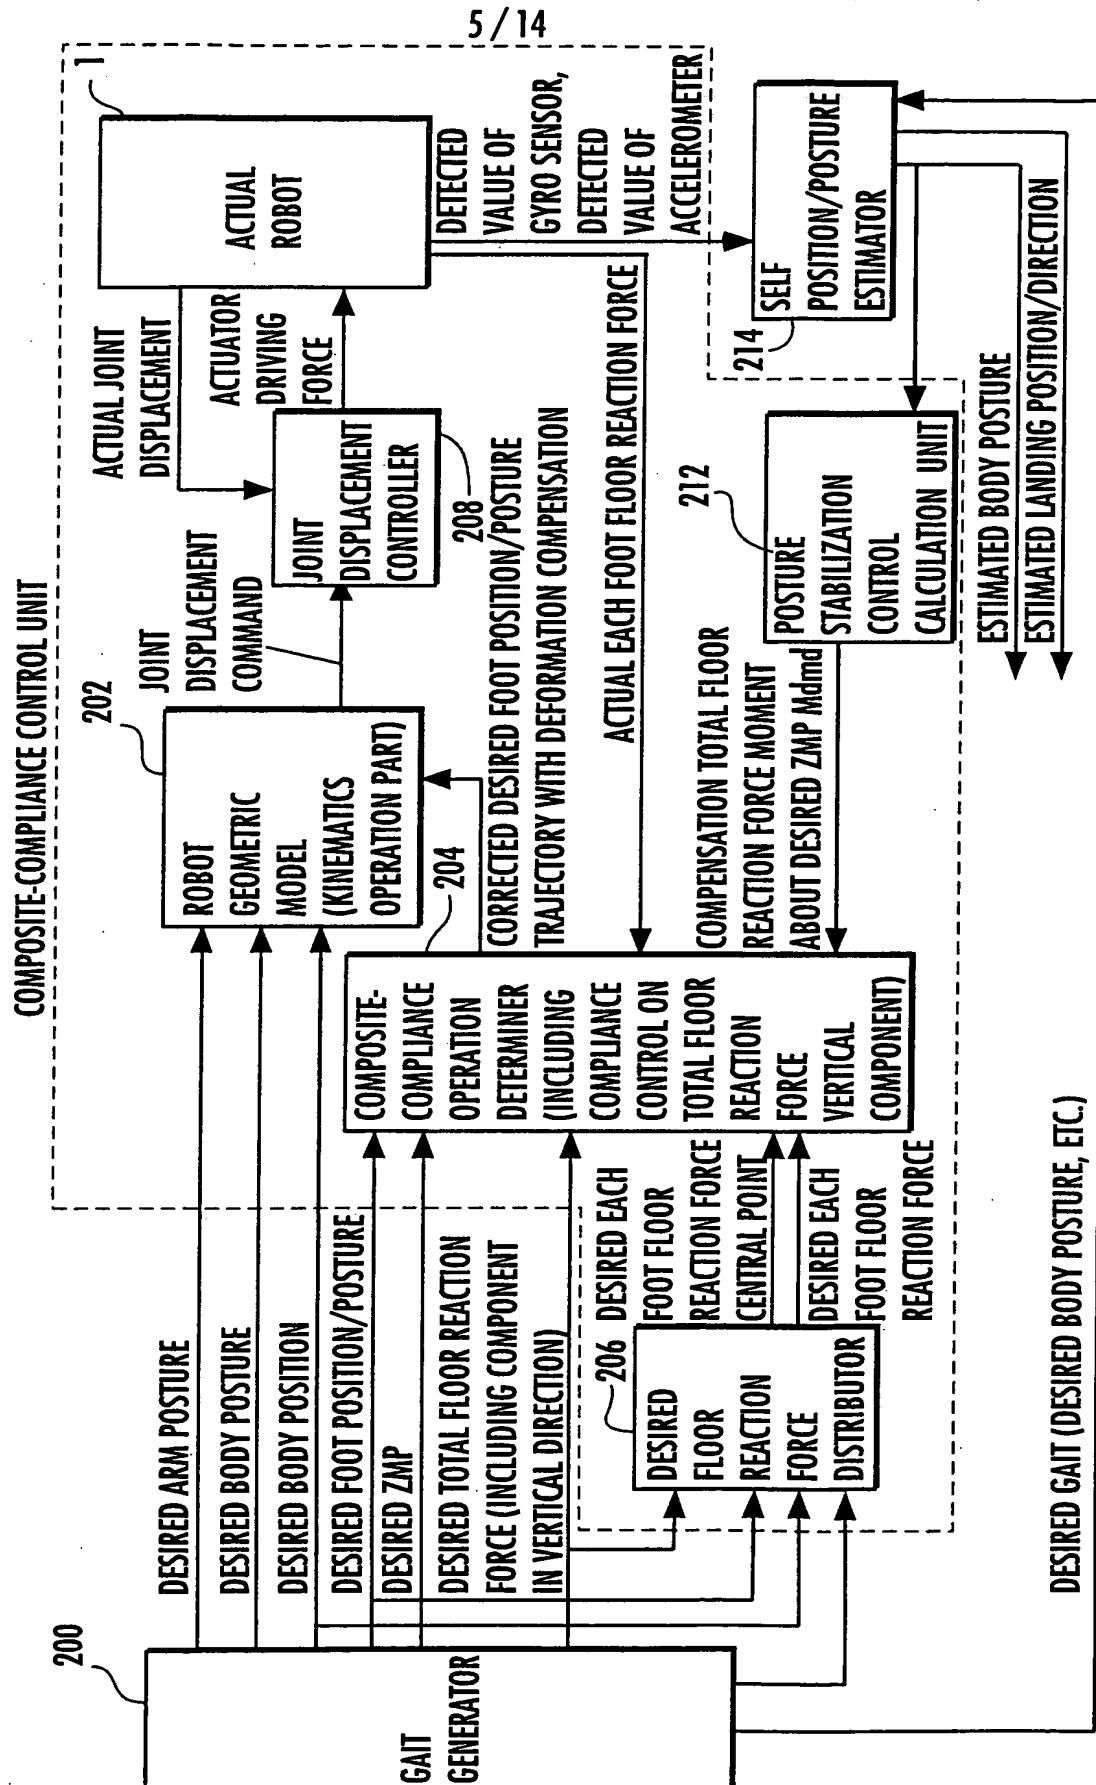 5/14
COMPOSITE-COMPLIANCE CONTROL UNIT
200
GAIT
GENERATOR
DESIRED ARM POSTURE
DESIRED BODY POSTURE
DESIRED BODY POSITION
DESIRED FOOT POSITION/POSTURE
DESIRED ZMP
DESIRED TOTAL FLOOR REACTION
FORCE (INCLUDING COMPONENT
IN VERTICAL DIRECTION)
206
DESIRED
FLOOR
REACTION
FORCE
DISTRIBUTOR
DESIRED EACH
FOOT FLOOR
REACTION FORCE
CENTRAL POINT
DESIRED EACH
FOOT FLOOR
REACTION FORCE
202
ROBOT
GEOMETRIC
MODEL
(KINEMATICS
OPERATION PART)
204
COMPOSITE-
COMPLIANCE
OPERATION
DETERMINER
(INCLUDING
COMPLIANCE
CONTROL ON
TOTAL FLOOR
REACTION
FORCE
VERTICAL
COMPONENT)
JOINT
DISPLACEMENT
COMMAND
208
JOINT
DISPLACEMENT
CONTROLLER
CORRECTED DESIRED FOOT POSITION/POSTURE
TRAJECTORY WITH DEFORMATION COMPENSATION
ACTUAL JOINT
DISPLACEMENT
ACTUATOR
DRIVING
FORCE
1
ACTUAL
ROBOT
DETECTED
VALUE OF
GYRO SENSOR,
DETECTED
VALUE OF
ACCELEROMETER
ACTUAL EACH FOOT FLOOR REACTION FORCE
COMPENSATION TOTAL FLOOR
REACTION FORCE MOMENT
ABOUT DESIRED ZMP Mdmd
212
POSTURE
STABILIZATION
CONTROL
CALCULATION UNIT
214
SELF
POSITION/POSTURE
ESTIMATOR
ESTIMATED BODY POSTURE
ESTIMATED LANDING POSITION/DIRECTION
DESIRED GAIT (DESIRED BODY POSTURE, ETC.)